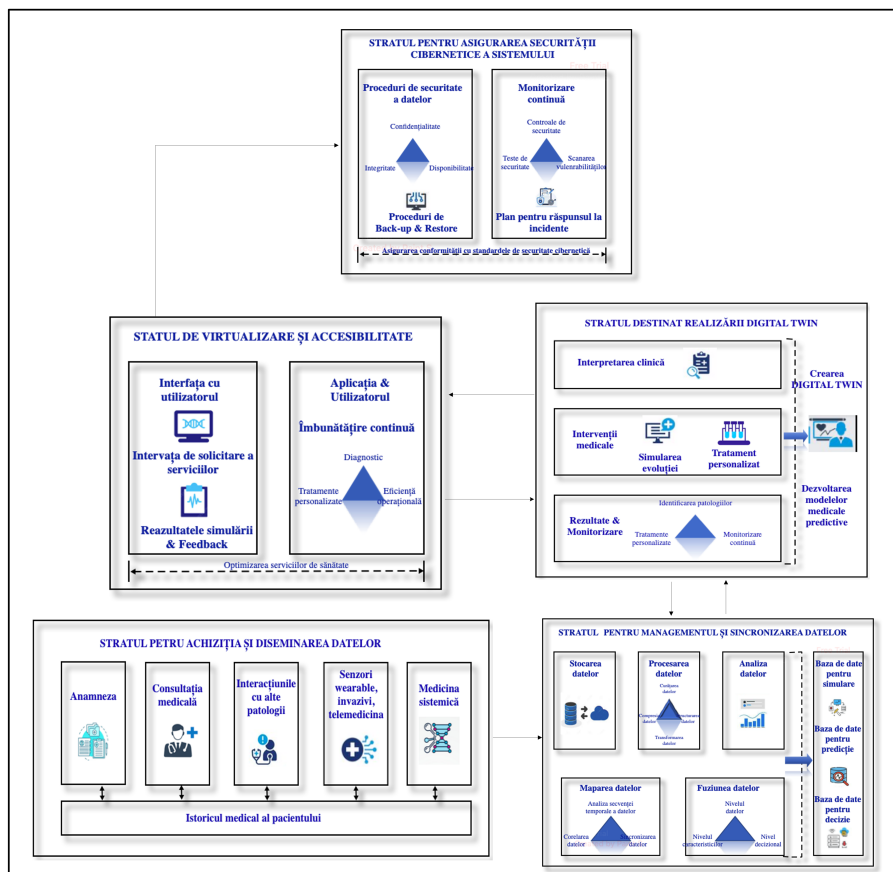 STRATUL PENTRU ASIGURAREA SECURITĂȚII
CIBERNETICE A SISTEMULUI
Proceduri de securitate
a datelor
Confidențialitate
Integritate
Disponibilitate
Proceduri de
Back-up & Restore
Monitorizare
continuă
Controale de
securitate
Teste de
securitate
Scanarea
vulenrabilităților
Plan pentru răspunsul la
incidente
Asigurarea conformității cu standardele de securitate cibernetică
STATUL DE VIRTUALIZARE ȘI ACCESIBILITATE
Interfața cu
utilizatorul
Intervața de solicitare a
serviciilor
Reazultatele simulării
& Feedback
Aplicația &
Utilizatorul
Îmbunătățire continuă
Diagnostic
Tratamente
personalizate
Eficiență
operațională
Optimizarea serviciilor de sănătate
STRATUL DESTINAT REALIZĂRII DIGITAL TWIN
Interpretarea clinică
Intervenții
medicale
Simularea
evoluției
Tratament
personalizat
Rezultate &
Monitorizare
Identificarea patologiilor
Tratamente
personalizate
Monitorizare
continuă
Crearea
DIGITAL TWIN
Dezvoltarea
modelelor
medicale
predictive
STRATUL PETRU ACHIZIȚIA ȘI DISEMINAREA DATELOR
Anamneza
Consultația
medicală
Interacțiunile
cu alte
patologii
Senzori
wearable,
invazivi,
telemedicina
Medicina
sistemică
Istoricul medical al pacientului
STRATUL PENTRU MANAGEMENTUL ȘI SINCRONIZAREA DATELOR
Stocarea
datelor
Procesarea
datelor
Curățarea
datelor
datelor
datelor
Transformarea
datelor
Analiza
datelor
Maparea datelor
Analiza secvenței
temporale a datelor
Corelarea
datelor
Sincronizarea
datelor
Fuziunea datelor
Nivelul
datelor
Nivelul
caracteristicilor
Nivel
decizional
Baza de date
pentru
simulare
Baza de date
pentru
predicție
Baza de date
pentru
decizie